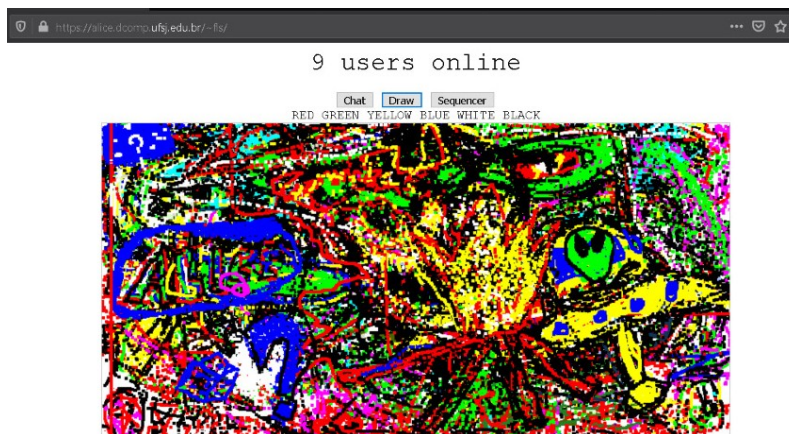 https://alice.dcomp.ufsj.edu.br/~fls/
9 users online
Chat Draw Sequencer
RED GREEN YELLOW BLUE WHITE BLACK
ALICE